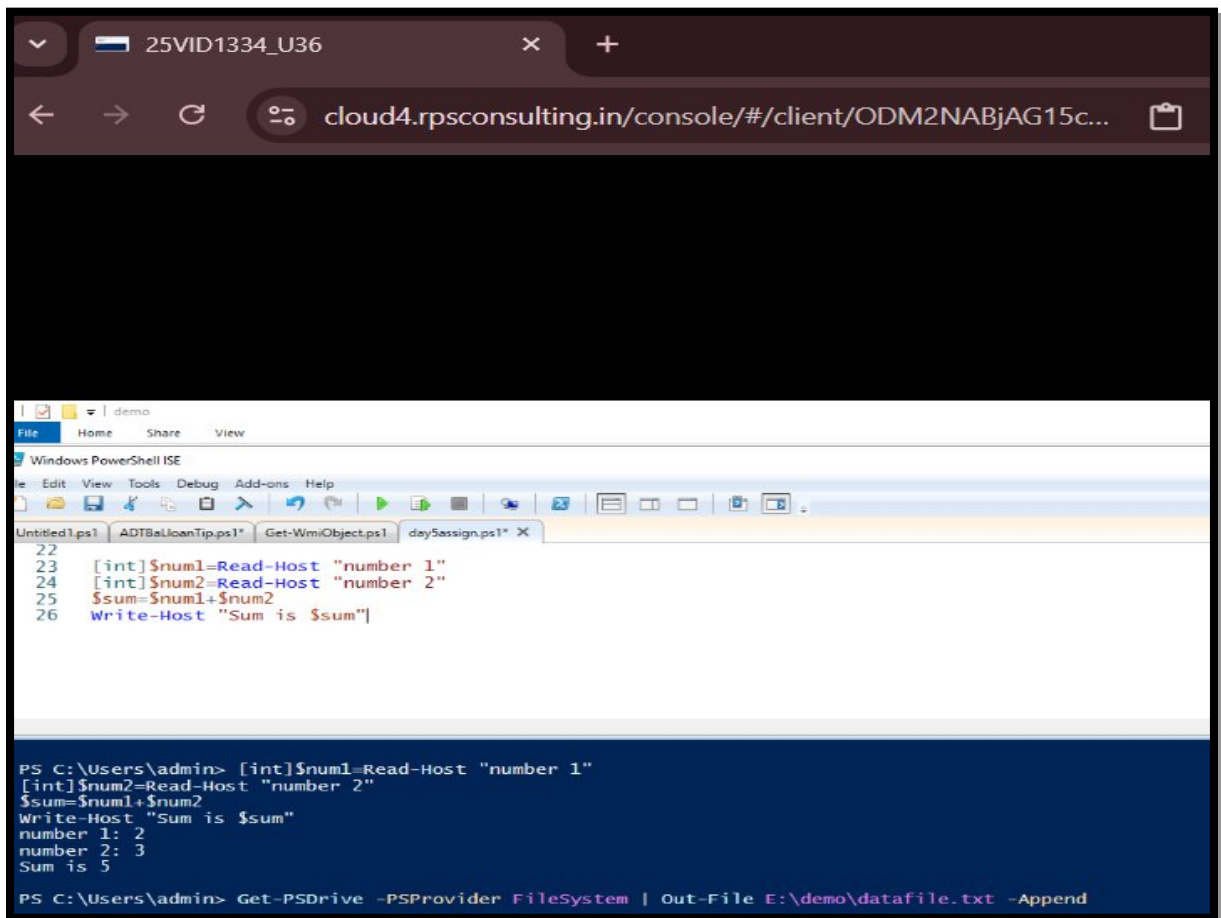 25VID1334_U36
cloud4.rpsconsulting.in/console/#/client/ODM2NABjAG15c...
demo
File Home Share View
Windows PowerShell ISE
le Edit View Tools Debug Add-ons Help
Untitled1.ps1 ADTBaLloanTip.ps1* Get-WmiObject.ps1 day5assign.ps1* X
22
23 [int]$num1=Read-Host "number 1"
24 [int]$num2=Read-Host "number 2"
25 $sum=$num1+$num2
26 Write-Host "Sum is $sum"
PS C:\Users\admin> [int]$num1=Read-Host "number 1"
[int]$num2=Read-Host "number 2"
$sum=$num1+$num2
Write-Host "Sum is $sum"
number 1: 2
number 2: 3
Sum is 5
PS C:\Users\admin> Get-PSDrive -PSProvider FileSystem | Out-File E:\demo\datafile.txt -Append